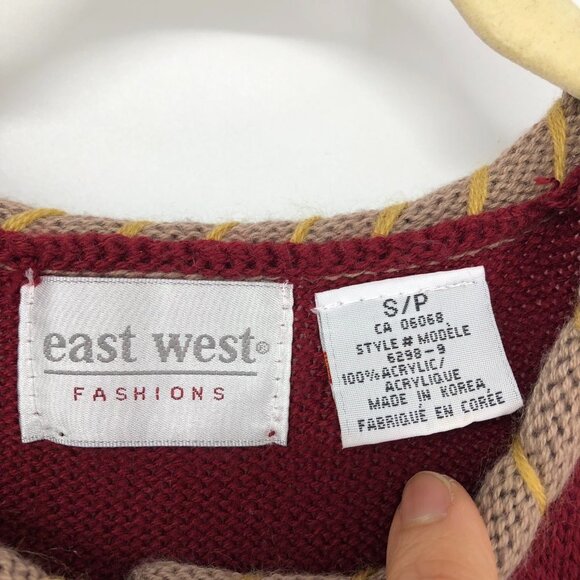 east west®
FASHIONS
S/P
CA 06068
STYLE # MODÈLE
6298-9
100% ACRYLIC/
ACRYLIQUE
MADE IN KOREA
FABRIQUÉ EN CORÉE